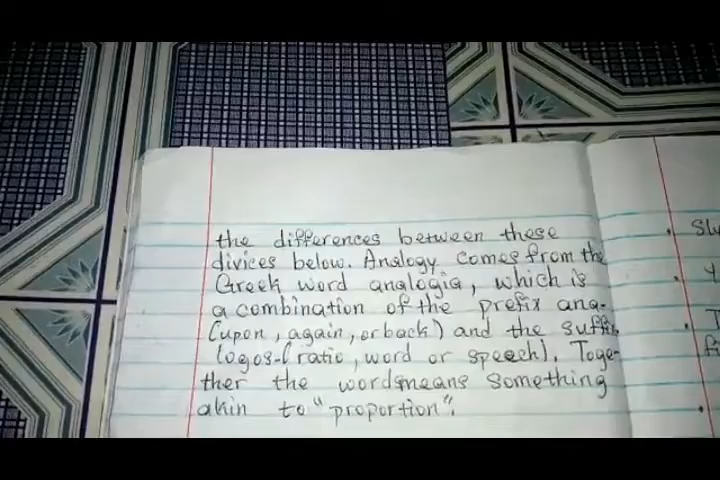 the differences between these
divices below. Analogy comes from the
Greek word analogia, which is
a combination of the prefix ana-
(upon, again, or back) and the suffix
logos-(ratio, word or speech). Toge-
ther the words means something
akin to "proportion".